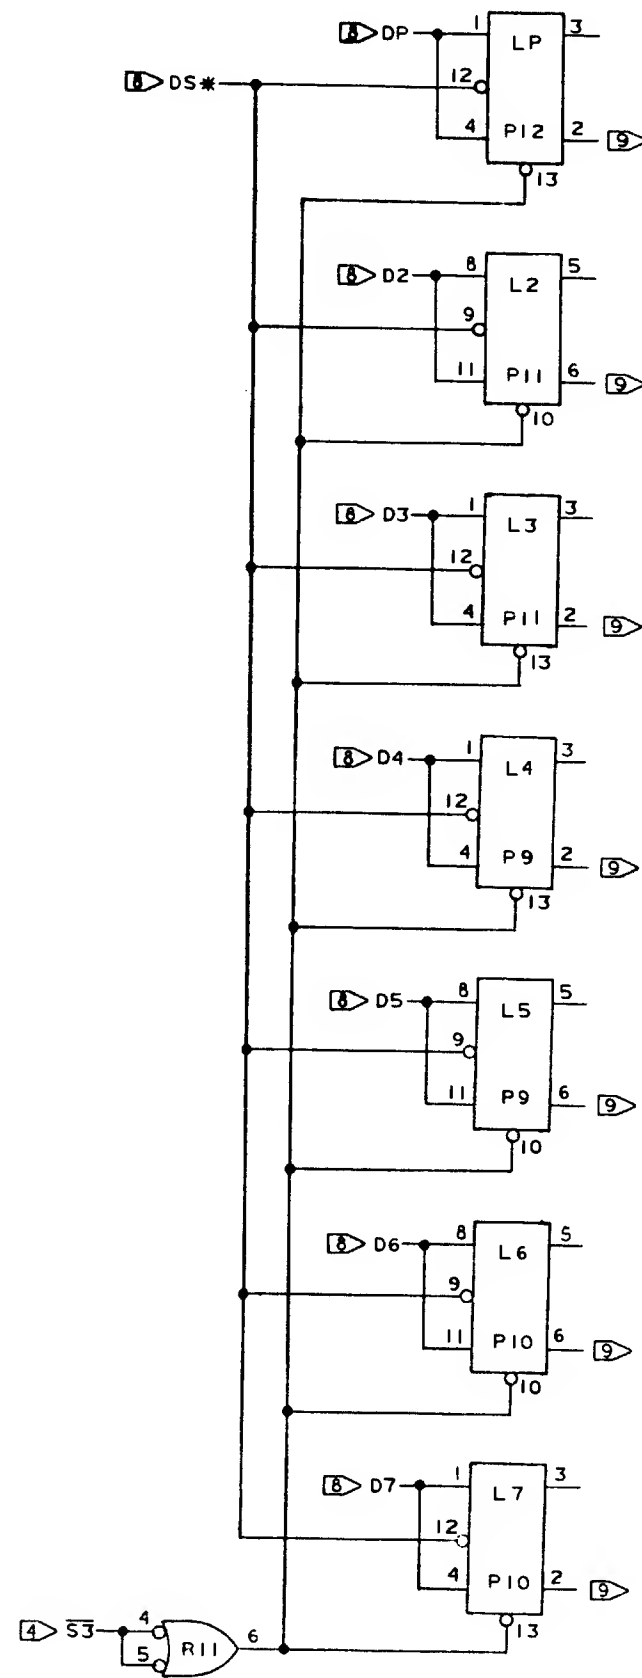 8 DP 1 LP 3
8 DS* 12
4 P12 2 9
13
8 D2 8 L2 5
9
11 P11 6 9
10
8 D3 1 L3 3
12
4 P11 2 9
13
8 D4 1 L4 3
12
4 P9 2 9
13
8 D5 8 L5 5
9
11 P9 6 9
10
8 D6 8 L6 5
9
11 P10 6 9
10
8 D7 1 L7 3
12
4 P10 2 9
13
4 S̅3̅ 4 R11 6
5